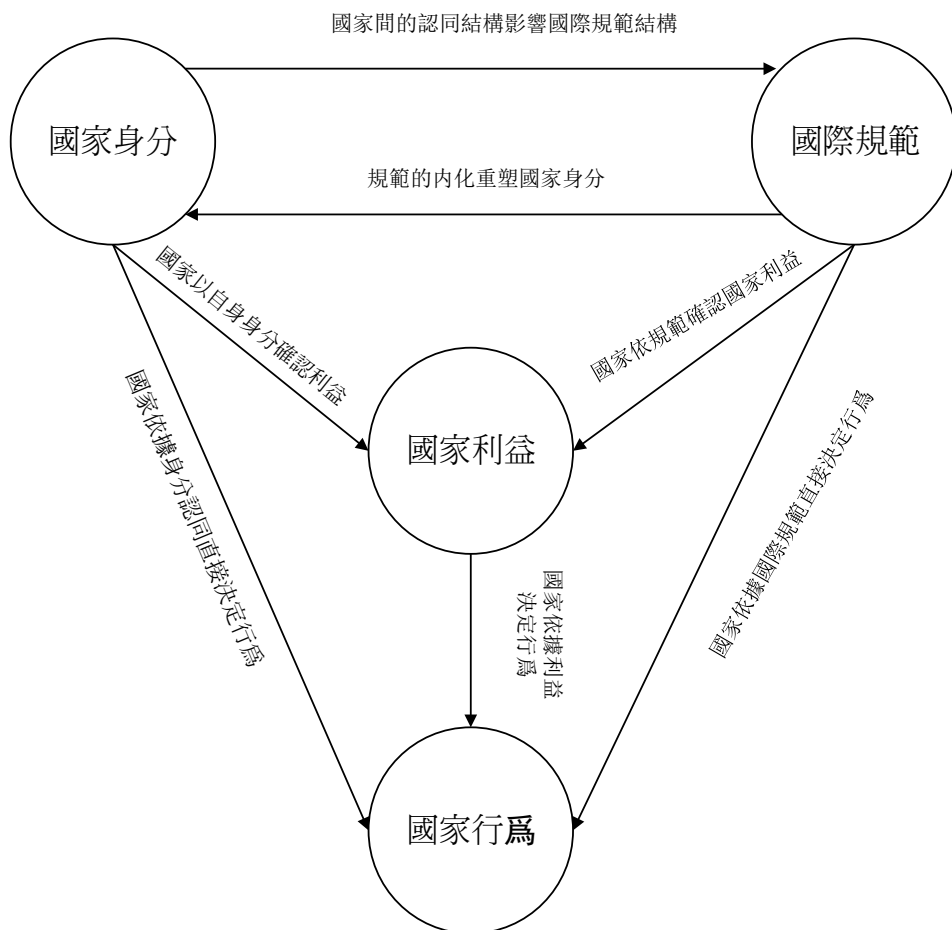 國家間的認同結構影響國際規範結構
國家身分
國際規範
規範的內化重塑國家身分
國家以自身身分確認利益
國家依規範確認國家利益
國家利益
國家依據身分認同直接決定行爲
國家依據國際規範直接決定行爲
國家依據利益
決定行爲
國家行爲